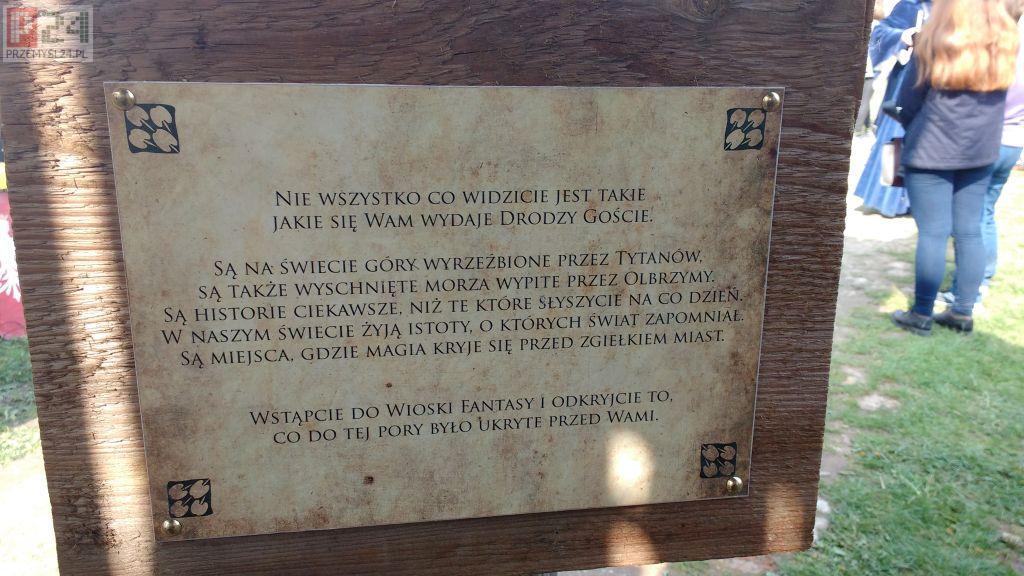 P24
PRZEMYSL24.PL
Nie wszystko co widzicie jest takie
jakie się Wam wydaje Drodzy Goście.
Są na świecie góry wyrzeźbione przez Tytanów,
są także wyschnięte morza wypite przez Olbrzymy.
Są historie ciekawsze, niż te które słyszycie na co dzień.
W naszym świecie żyją istoty, o których świat zapomniał.
Są miejsca, gdzie magia kryje się przed zgiełkiem miast.
Wstąpcie do Wioski Fantasy i odkryjcie to,
co do tej pory było ukryte przed Wami.